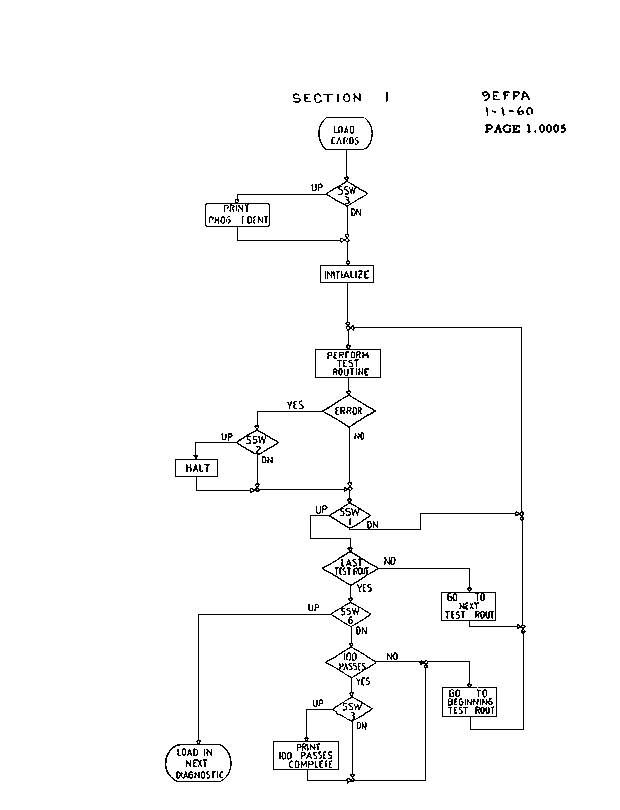 SECTION 1
9EFPA
1-1-60
PAGE 1.0005
LOAD
CARDS
SSW
3
UP
DN
PRINT
PROG IDENT
INITIALIZE
PERFORM
TEST
ROUTINE
ERROR
YES
NO
SSW
2
UP
DN
HALT
SSW
1
UP
DN
LAST
TEST ROUT
NO
YES
GO TO
NEXT
TEST ROUT
SSW
6
UP
DN
100
PASSES
NO
YES
GO TO
BEGINNING
TEST ROUT
SSW
3
UP
DN
PRINT
100 PASSES
COMPLETE
LOAD IN
NEXT
DIAGNOSTIC